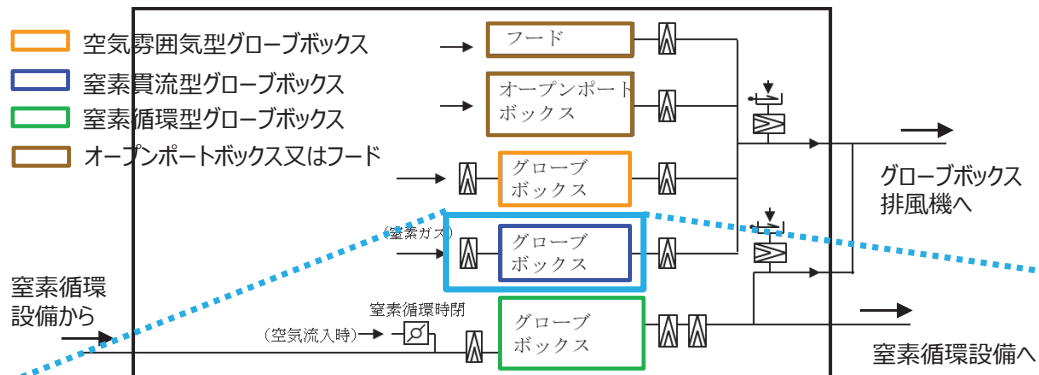 空気雰囲気型グローブボックス
窒素貫流型グローブボックス
窒素循環型グローブボックス
オープンポートボックス又はフード
フード
オープンポート
ボックス
グローブ
ボックス
(窒素ガス)
グローブ
ボックス
グローブボックス
排風機へ
窒素循環
設備から
窒素循環時閉
(空気流入時)
グローブ
ボックス
窒素循環設備へ